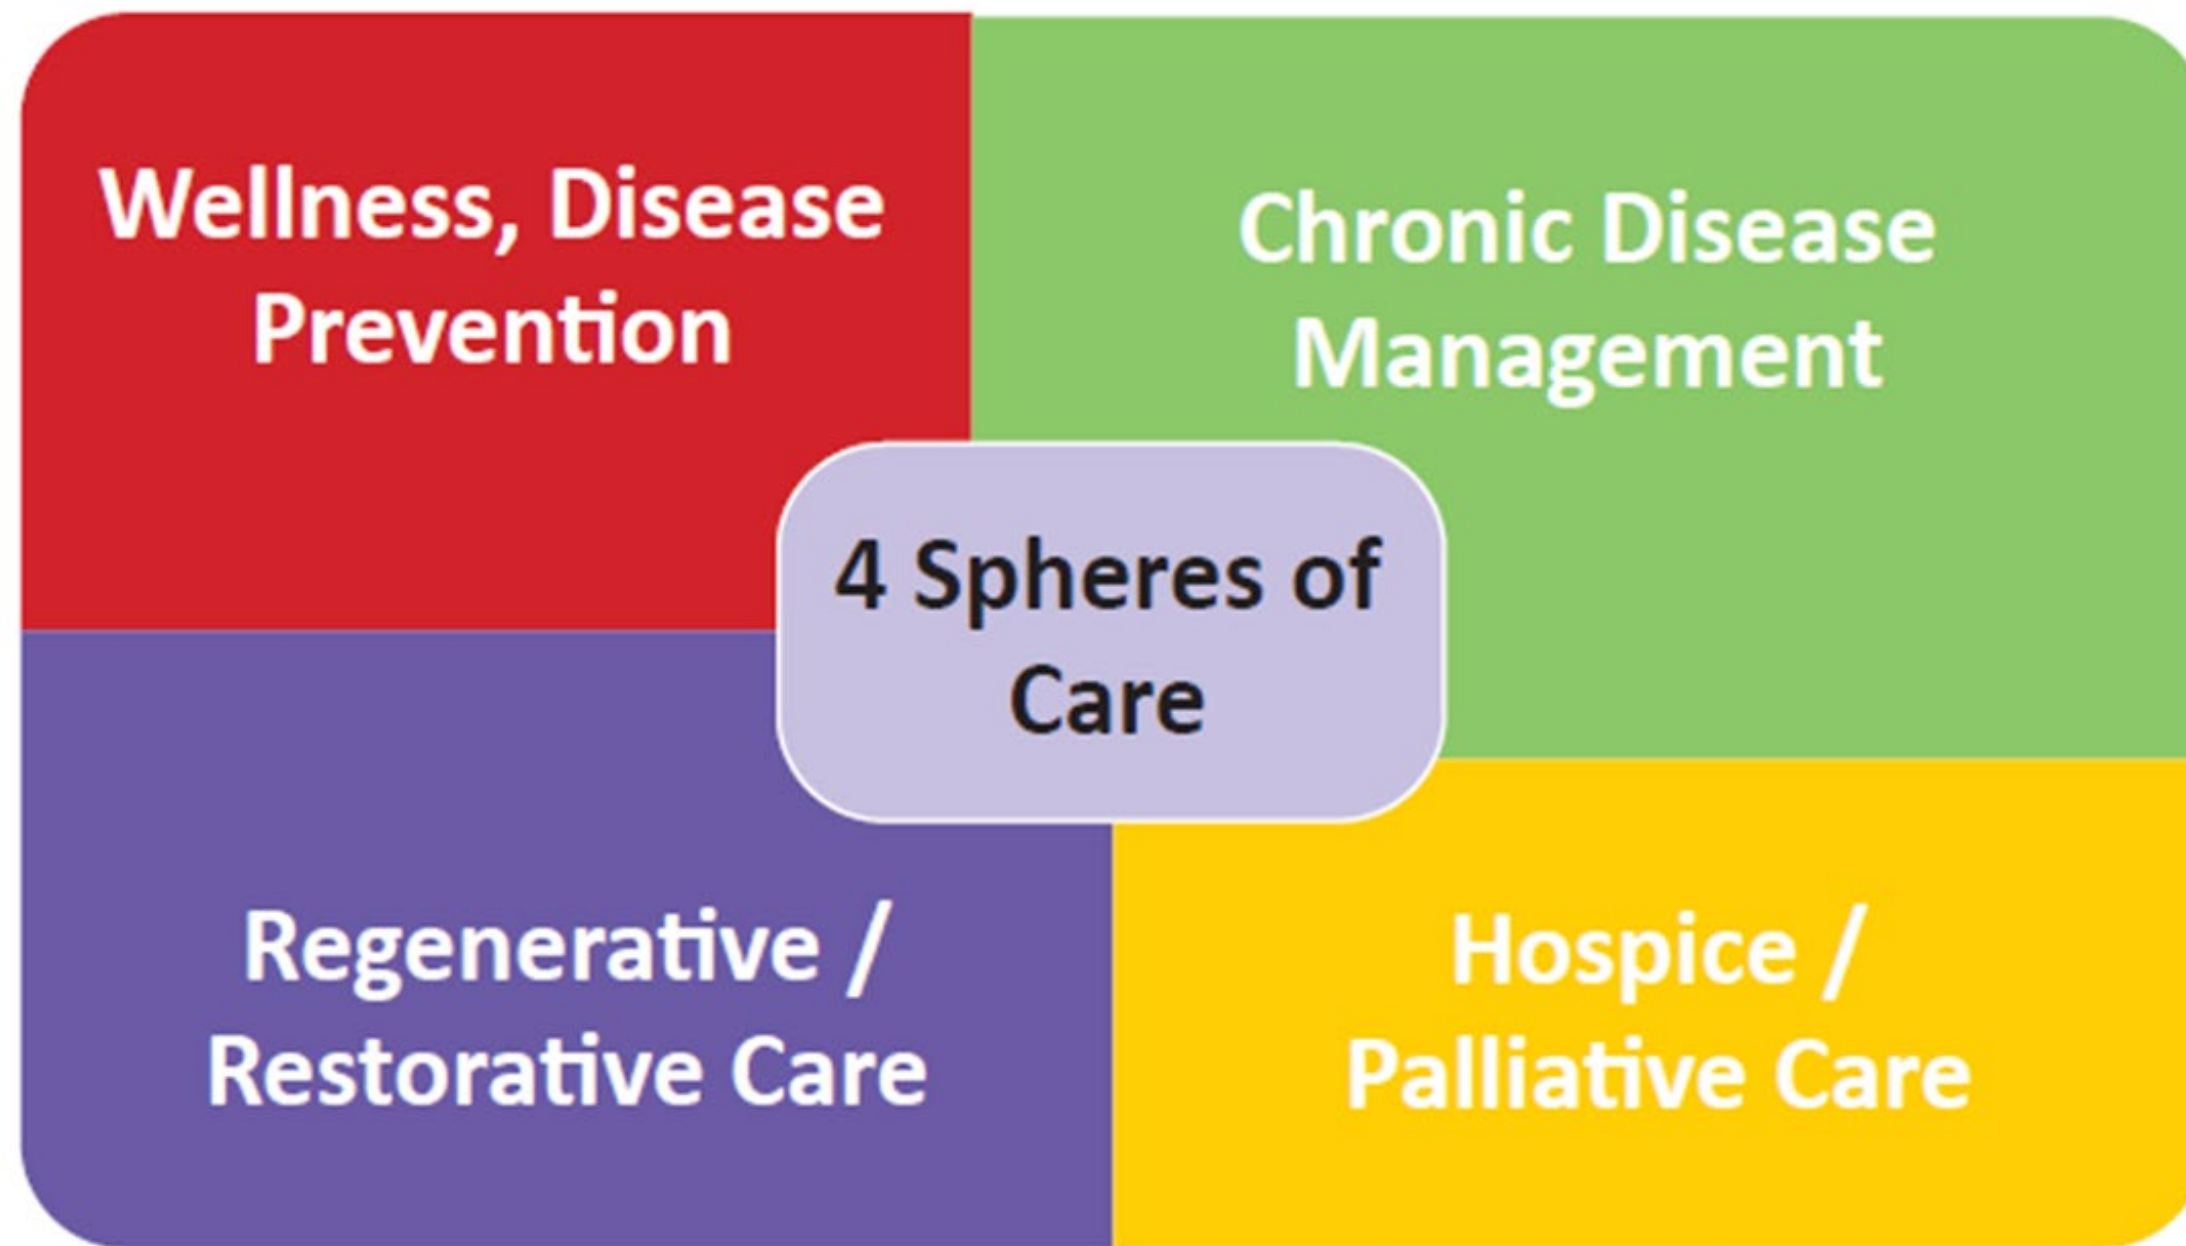 Wellness, Disease
Prevention
Chronic Disease
Management
4 Spheres of
Care
Regenerative /
Restorative Care
Hospice /
Palliative Care